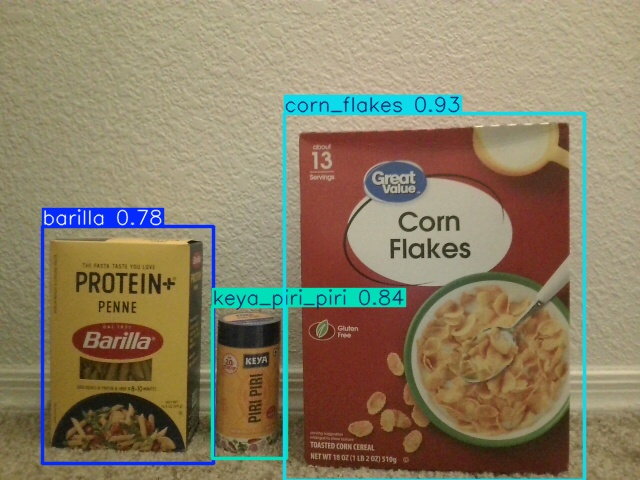 corn_flakes 0.93
about
13
Servings
Great
Value
Corn
Flakes
Gluten
Free
TOASTED CORN CEREAL
NET WT 18 OZ (1 LB 2 OZ) 510g
barilla 0.78
THE PASTA TASTE YOU LOVE
PROTEIN+
PENNE
Barilla
keya_piri_piri 0.84
KEYA
PIRI PIRI